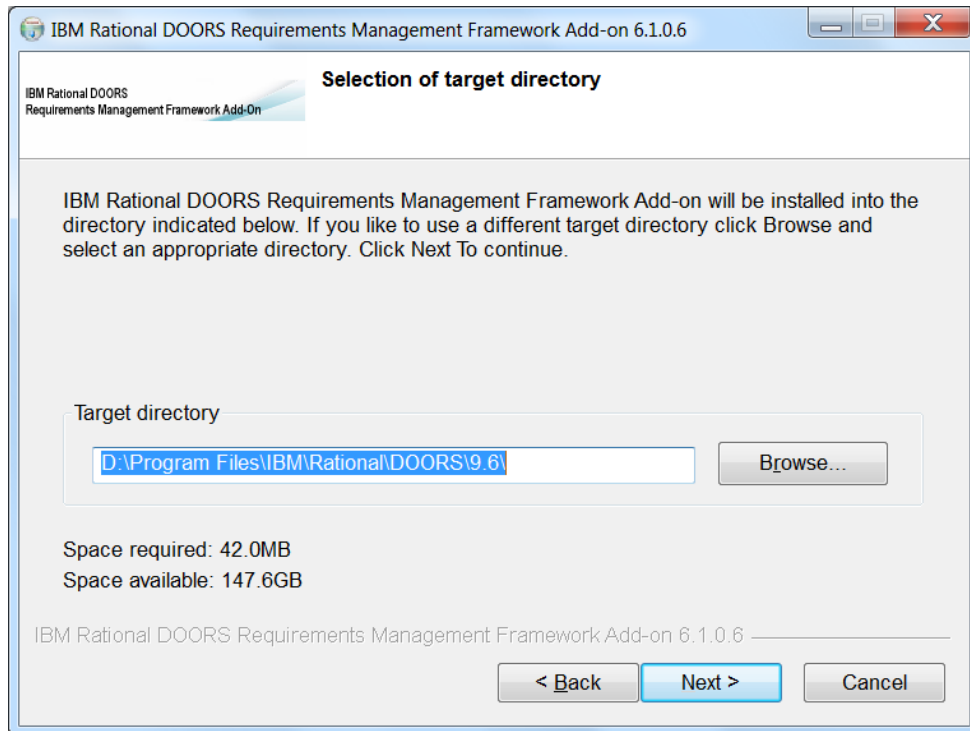 IBM Rational DOORS Requirements Management Framework Add-on 6.1.0.6
IBM Rational DOORS
Requirements Management Framework Add-On
Selection of target directory
IBM Rational DOORS Requirements Management Framework Add-on will be installed into the
directory indicated below. If you like to use a different target directory click Browse and
select an appropriate directory. Click Next To continue.
Target directory
D:\Program Files\IBM\Rational\DOORS\9.6\
Browse...
Space required: 42.0MB
Space available: 147.6GB
IBM Rational DOORS Requirements Management Framework Add-on 6.1.0.6
< Back
Next >
Cancel